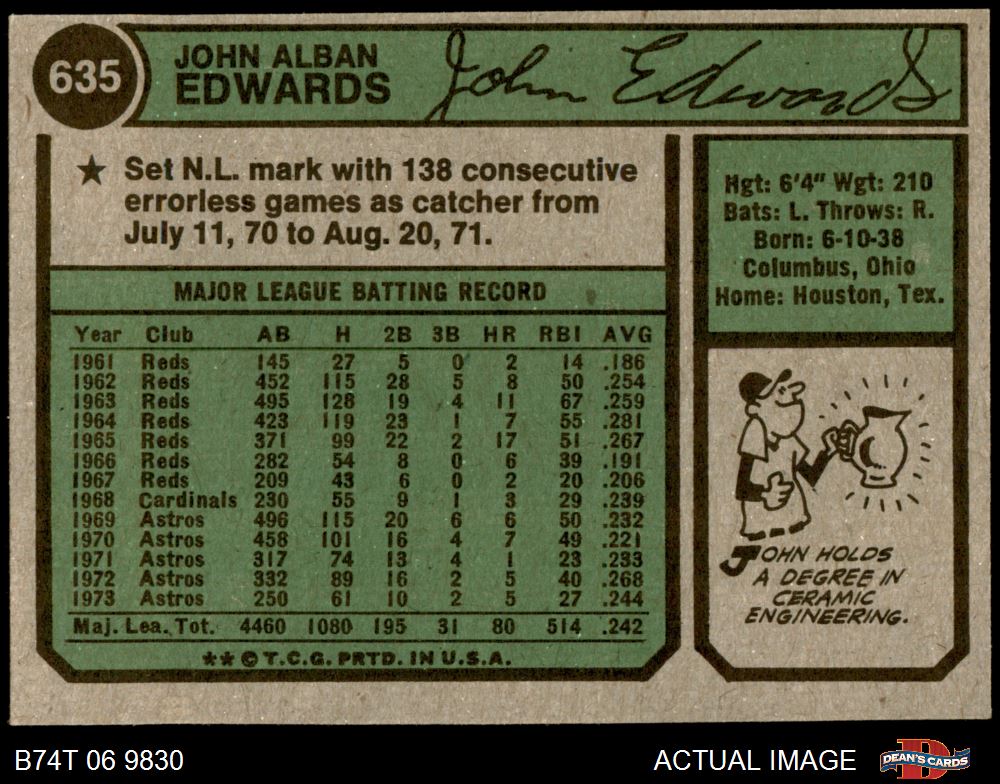 635
JOHN ALBAN
EDWARDS
John Edwards
★ Set N.L. mark with 138 consecutive
errorless games as catcher from
July 11, 70 to Aug. 20, 71.
MAJOR LEAGUE BATTING RECORD
Year Club AB H 2B 3B HR RBI AVG
1961 Reds 145 27 5 0 2 14 .186
1962 Reds 452 115 28 5 8 50 .254
1963 Reds 495 128 19 4 11 67 .259
1964 Reds 423 119 23 1 7 55 .281
1965 Reds 371 99 22 2 17 51 .267
1966 Reds 282 54 8 0 6 39 .191
1967 Reds 209 43 6 0 2 20 .206
1968 Cardinals 230 55 9 1 3 29 .239
1969 Astros 496 115 20 6 6 50 .232
1970 Astros 458 101 16 4 7 49 .221
1971 Astros 317 74 13 4 1 23 .233
1972 Astros 332 89 16 2 5 40 .268
1973 Astros 250 61 10 2 5 27 .244
Maj. Lea. Tot. 4460 1080 195 31 80 514 .242
★★ © T.C.G. PRTD. IN U.S.A.
Hgt: 6'4" Wgt: 210
Bats: L. Throws: R.
Born: 6-10-38
Columbus, Ohio
Home: Houston, Tex.
JOHN HOLDS
A DEGREE IN
CERAMIC
ENGINEERING.
B74T 06 9830
ACTUAL IMAGE
D
DEAN'S CARDS